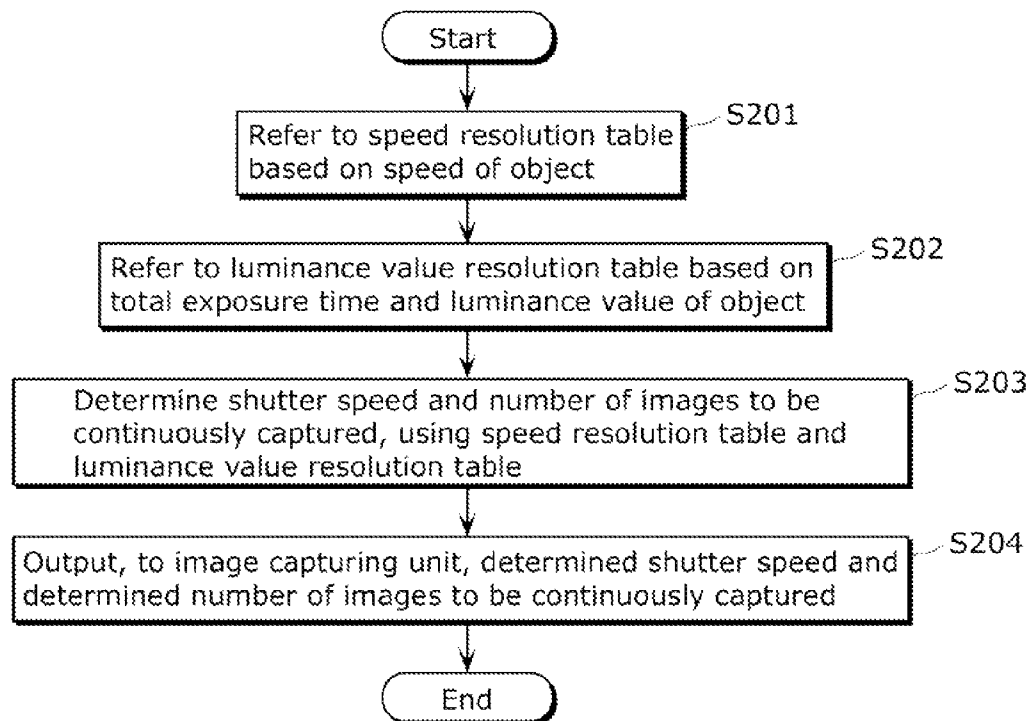 Start
S201
Refer to speed resolution table
based on speed of object
S202
Refer to luminance value resolution table based on
total exposure time and luminance value of object
S203
Determine shutter speed and number of images to be
continuously captured, using speed resolution table and
luminance value resolution table
S204
Output, to image capturing unit, determined shutter speed and
determined number of images to be continuously captured
End